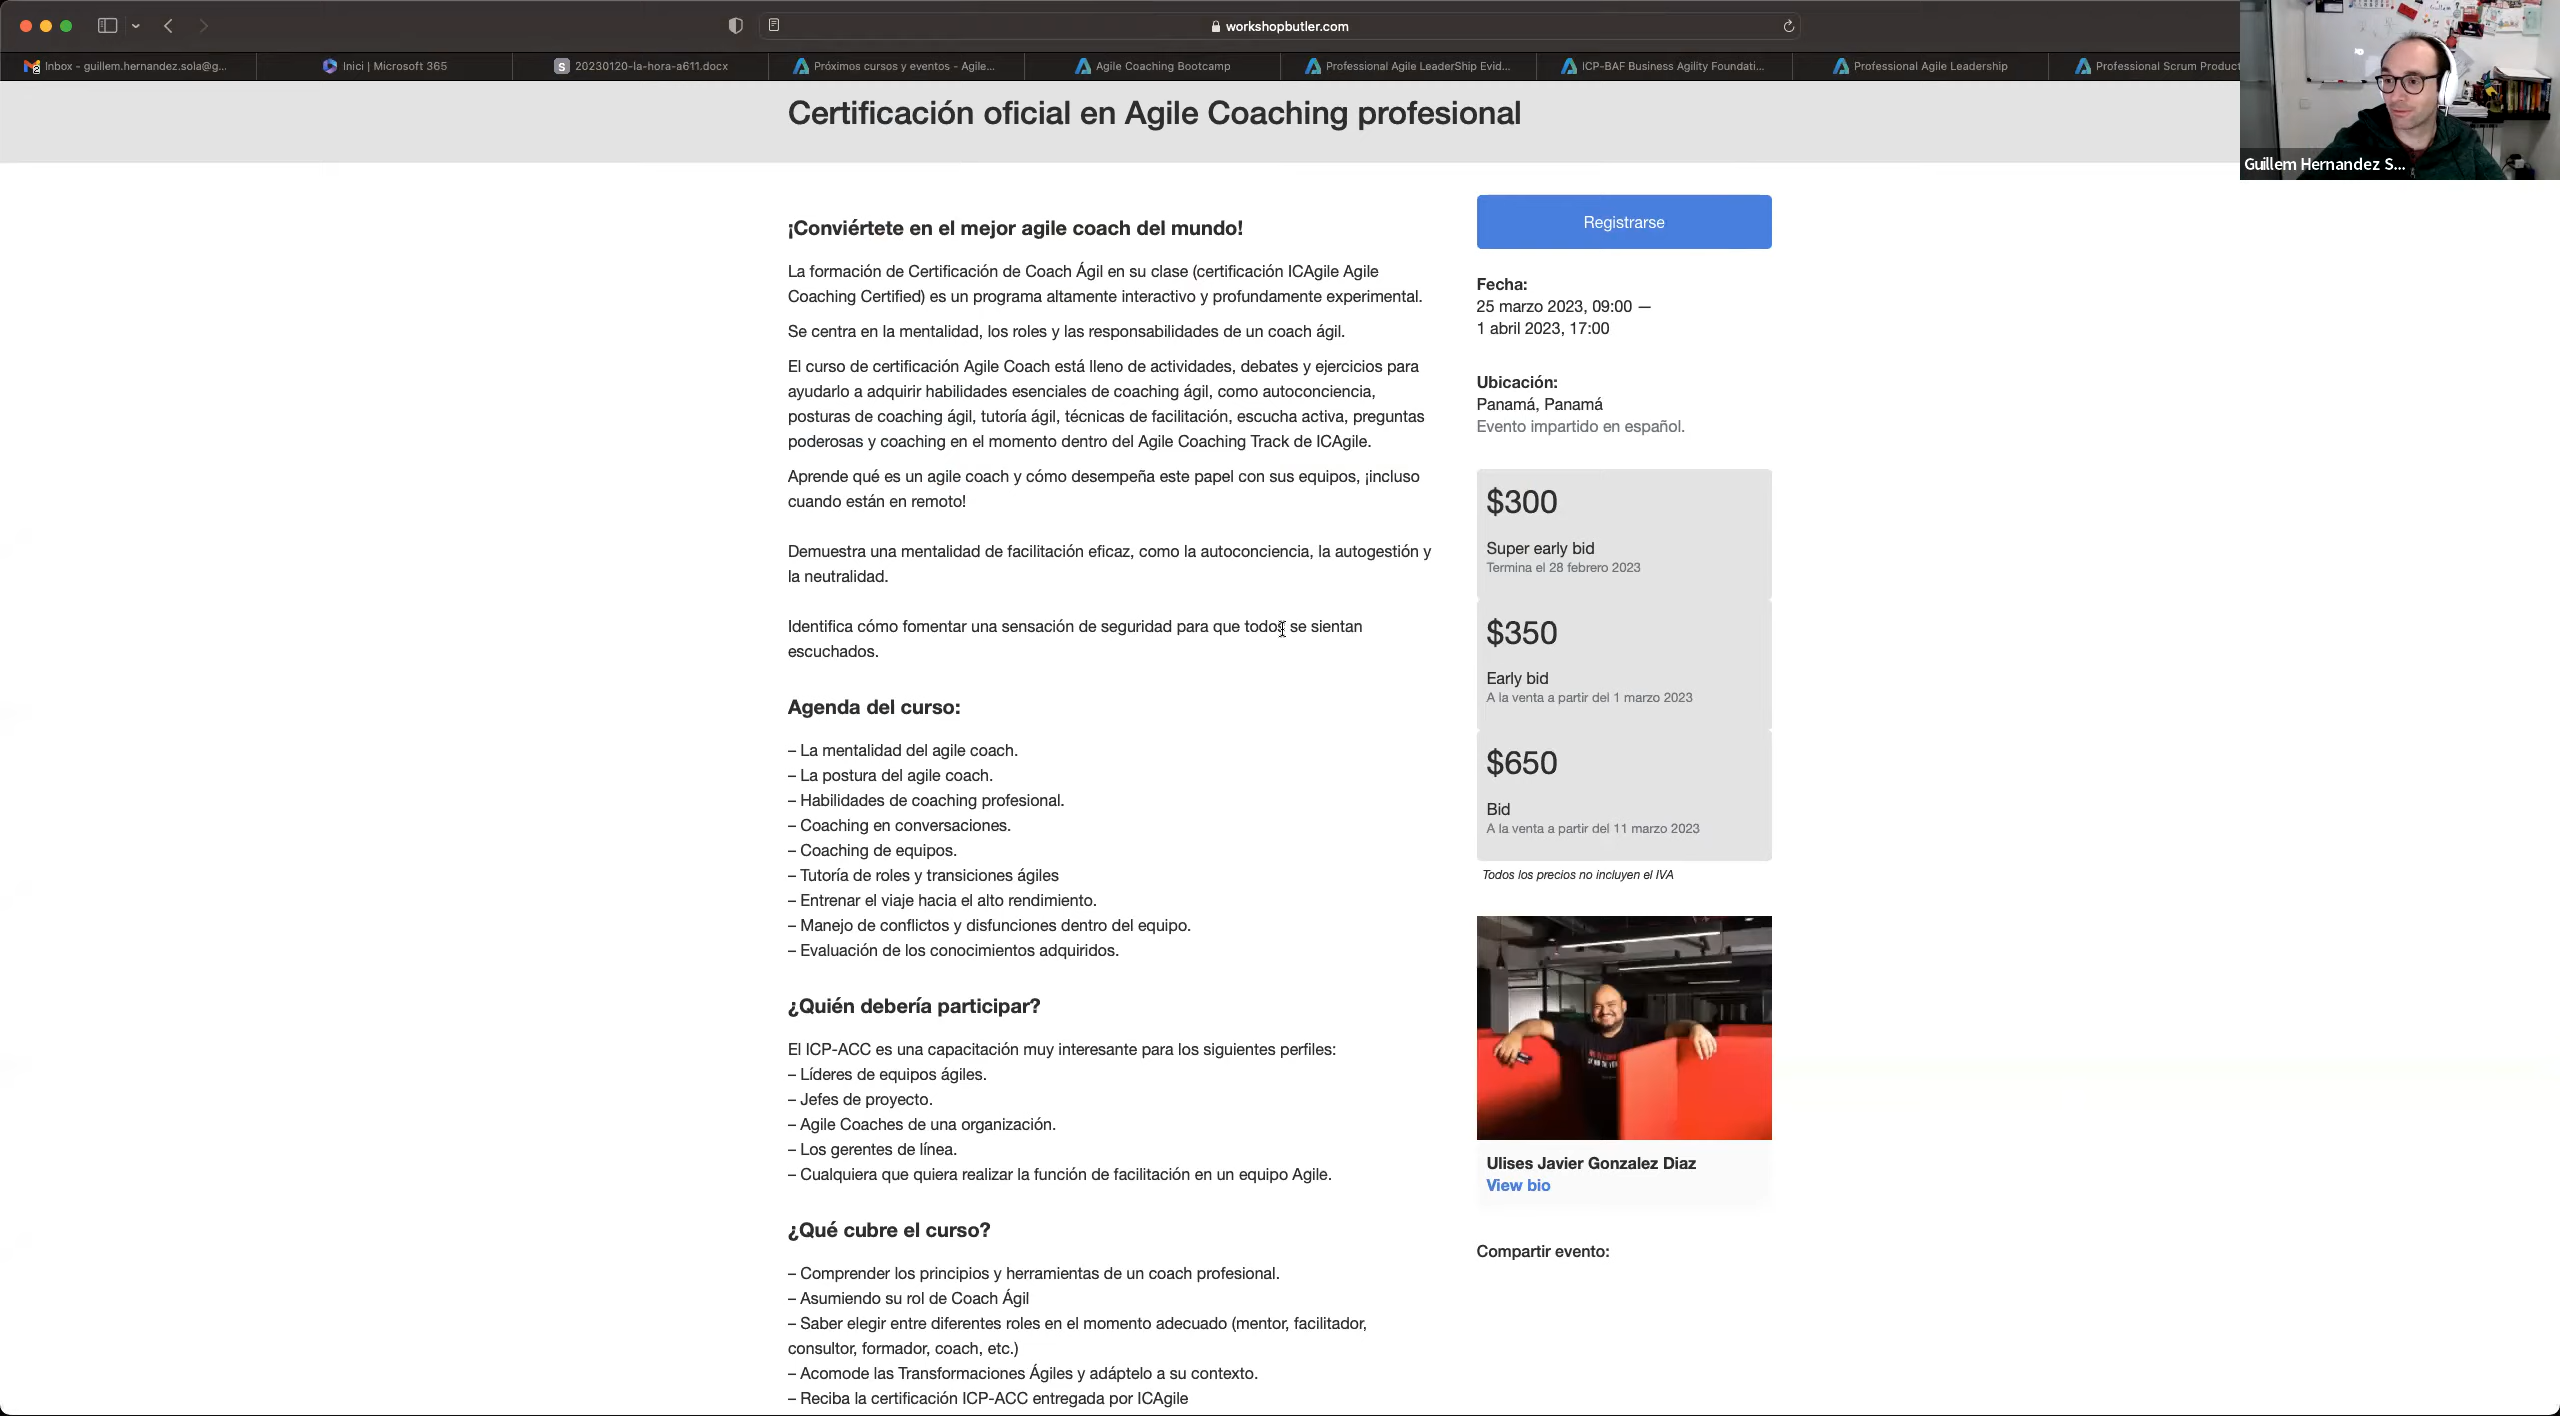 workshopbutler.com
Inbox - guillem.hernandez.sola@g...
Inici | Microsoft 365
S 20230120-la-hora-a611.docx
Próximos cursos y eventos - Agile...
Agile Coaching Bootcamp
Professional Agile LeaderShip Evid...
ICP-BAF Business Agility Foundati...
Professional Agile Leadership
Professional Scrum Product
Guillem Hernandez S...
Certificación oficial en Agile Coaching profesional
¡Conviértete en el mejor agile coach del mundo!
La formación de Certificación de Coach Ágil en su clase (certificación ICAgile Agile
Coaching Certified) es un programa altamente interactivo y profundamente experimental.
Se centra en la mentalidad, los roles y las responsabilidades de un coach ágil.
El curso de certificación Agile Coach está lleno de actividades, debates y ejercicios para
ayudarlo a adquirir habilidades esenciales de coaching ágil, como autoconciencia,
posturas de coaching ágil, tutoría ágil, técnicas de facilitación, escucha activa, preguntas
poderosas y coaching en el momento dentro del Agile Coaching Track de ICAgile.
Aprende qué es un agile coach y cómo desempeña este papel con sus equipos, ¡incluso
cuando están en remoto!
Demuestra una mentalidad de facilitación eficaz, como la autoconciencia, la autogestión y
la neutralidad.
Identifica cómo fomentar una sensación de seguridad para que todos se sientan
escuchados.
Agenda del curso:
– La mentalidad del agile coach.
– La postura del agile coach.
– Habilidades de coaching profesional.
– Coaching en conversaciones.
– Coaching de equipos.
– Tutoría de roles y transiciones ágiles
– Entrenar el viaje hacia el alto rendimiento.
– Manejo de conflictos y disfunciones dentro del equipo.
– Evaluación de los conocimientos adquiridos.
¿Quién debería participar?
El ICP-ACC es una capacitación muy interesante para los siguientes perfiles:
– Líderes de equipos ágiles.
– Jefes de proyecto.
– Agile Coaches de una organización.
– Los gerentes de línea.
– Cualquiera que quiera realizar la función de facilitación en un equipo Agile.
¿Qué cubre el curso?
– Comprender los principios y herramientas de un coach profesional.
– Asumiendo su rol de Coach Ágil
– Saber elegir entre diferentes roles en el momento adecuado (mentor, facilitador,
consultor, formador, coach, etc.)
– Acomode las Transformaciones Ágiles y adáptelo a su contexto.
– Reciba la certificación ICP-ACC entregada por ICAgile
Registrarse
Fecha:
25 marzo 2023, 09:00 —
1 abril 2023, 17:00
Ubicación:
Panamá, Panamá
Evento impartido en español.
$300
Super early bid
Termina el 28 febrero 2023
$350
Early bid
A la venta a partir del 1 marzo 2023
$650
Bid
A la venta a partir del 11 marzo 2023
Todos los precios no incluyen el IVA
Ulises Javier Gonzalez Diaz
View bio
Compartir evento: